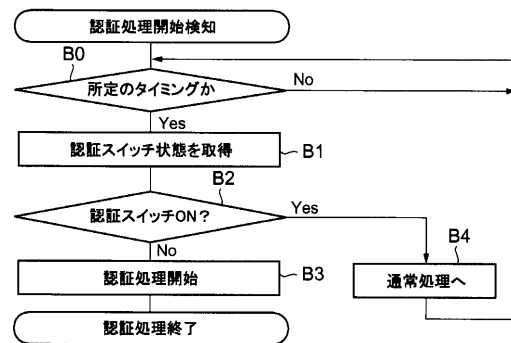 認証処理開始検知
B0
所定のタイミングか
No
Yes
認証スイッチ状態を取得
B1
B2
認証スイッチON?
Yes
No
B4
認証処理開始
B3
通常処理へ
認証処理終了